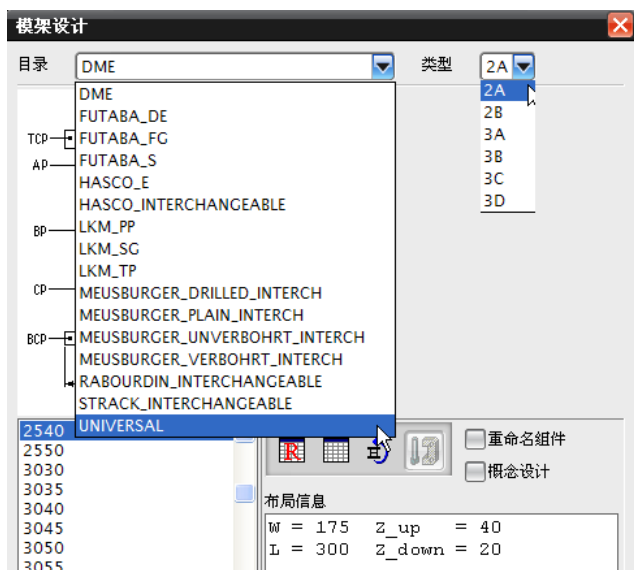 模架设计
目录 DME 类型 2A
DME
FUTABA_DE
FUTABA_FG
FUTABA_S
HASCO_E
HASCO_INTERCHANGEABLE
LKM_PP
LKM_SG
LKM_TP
MEUSBURGER_DRILLED_INTERCH
MEUSBURGER_PLAIN_INTERCH
MEUSBURGER_UNVERBOHRT_INTERCH
MEUSBURGER_VERBOHRT_INTERCH
RABOURDIN_INTERCHANGEABLE
STRACK_INTERCHANGEABLE
UNIVERSAL
2A
2B
3A
3B
3C
3D
TCP
AP
BP
CP
BCP
2540
2550
3030
3035
3040
3045
3050
3055
R
重命名组件
概念设计
布局信息
W = 175 Z_up = 40
L = 300 Z_down = 20